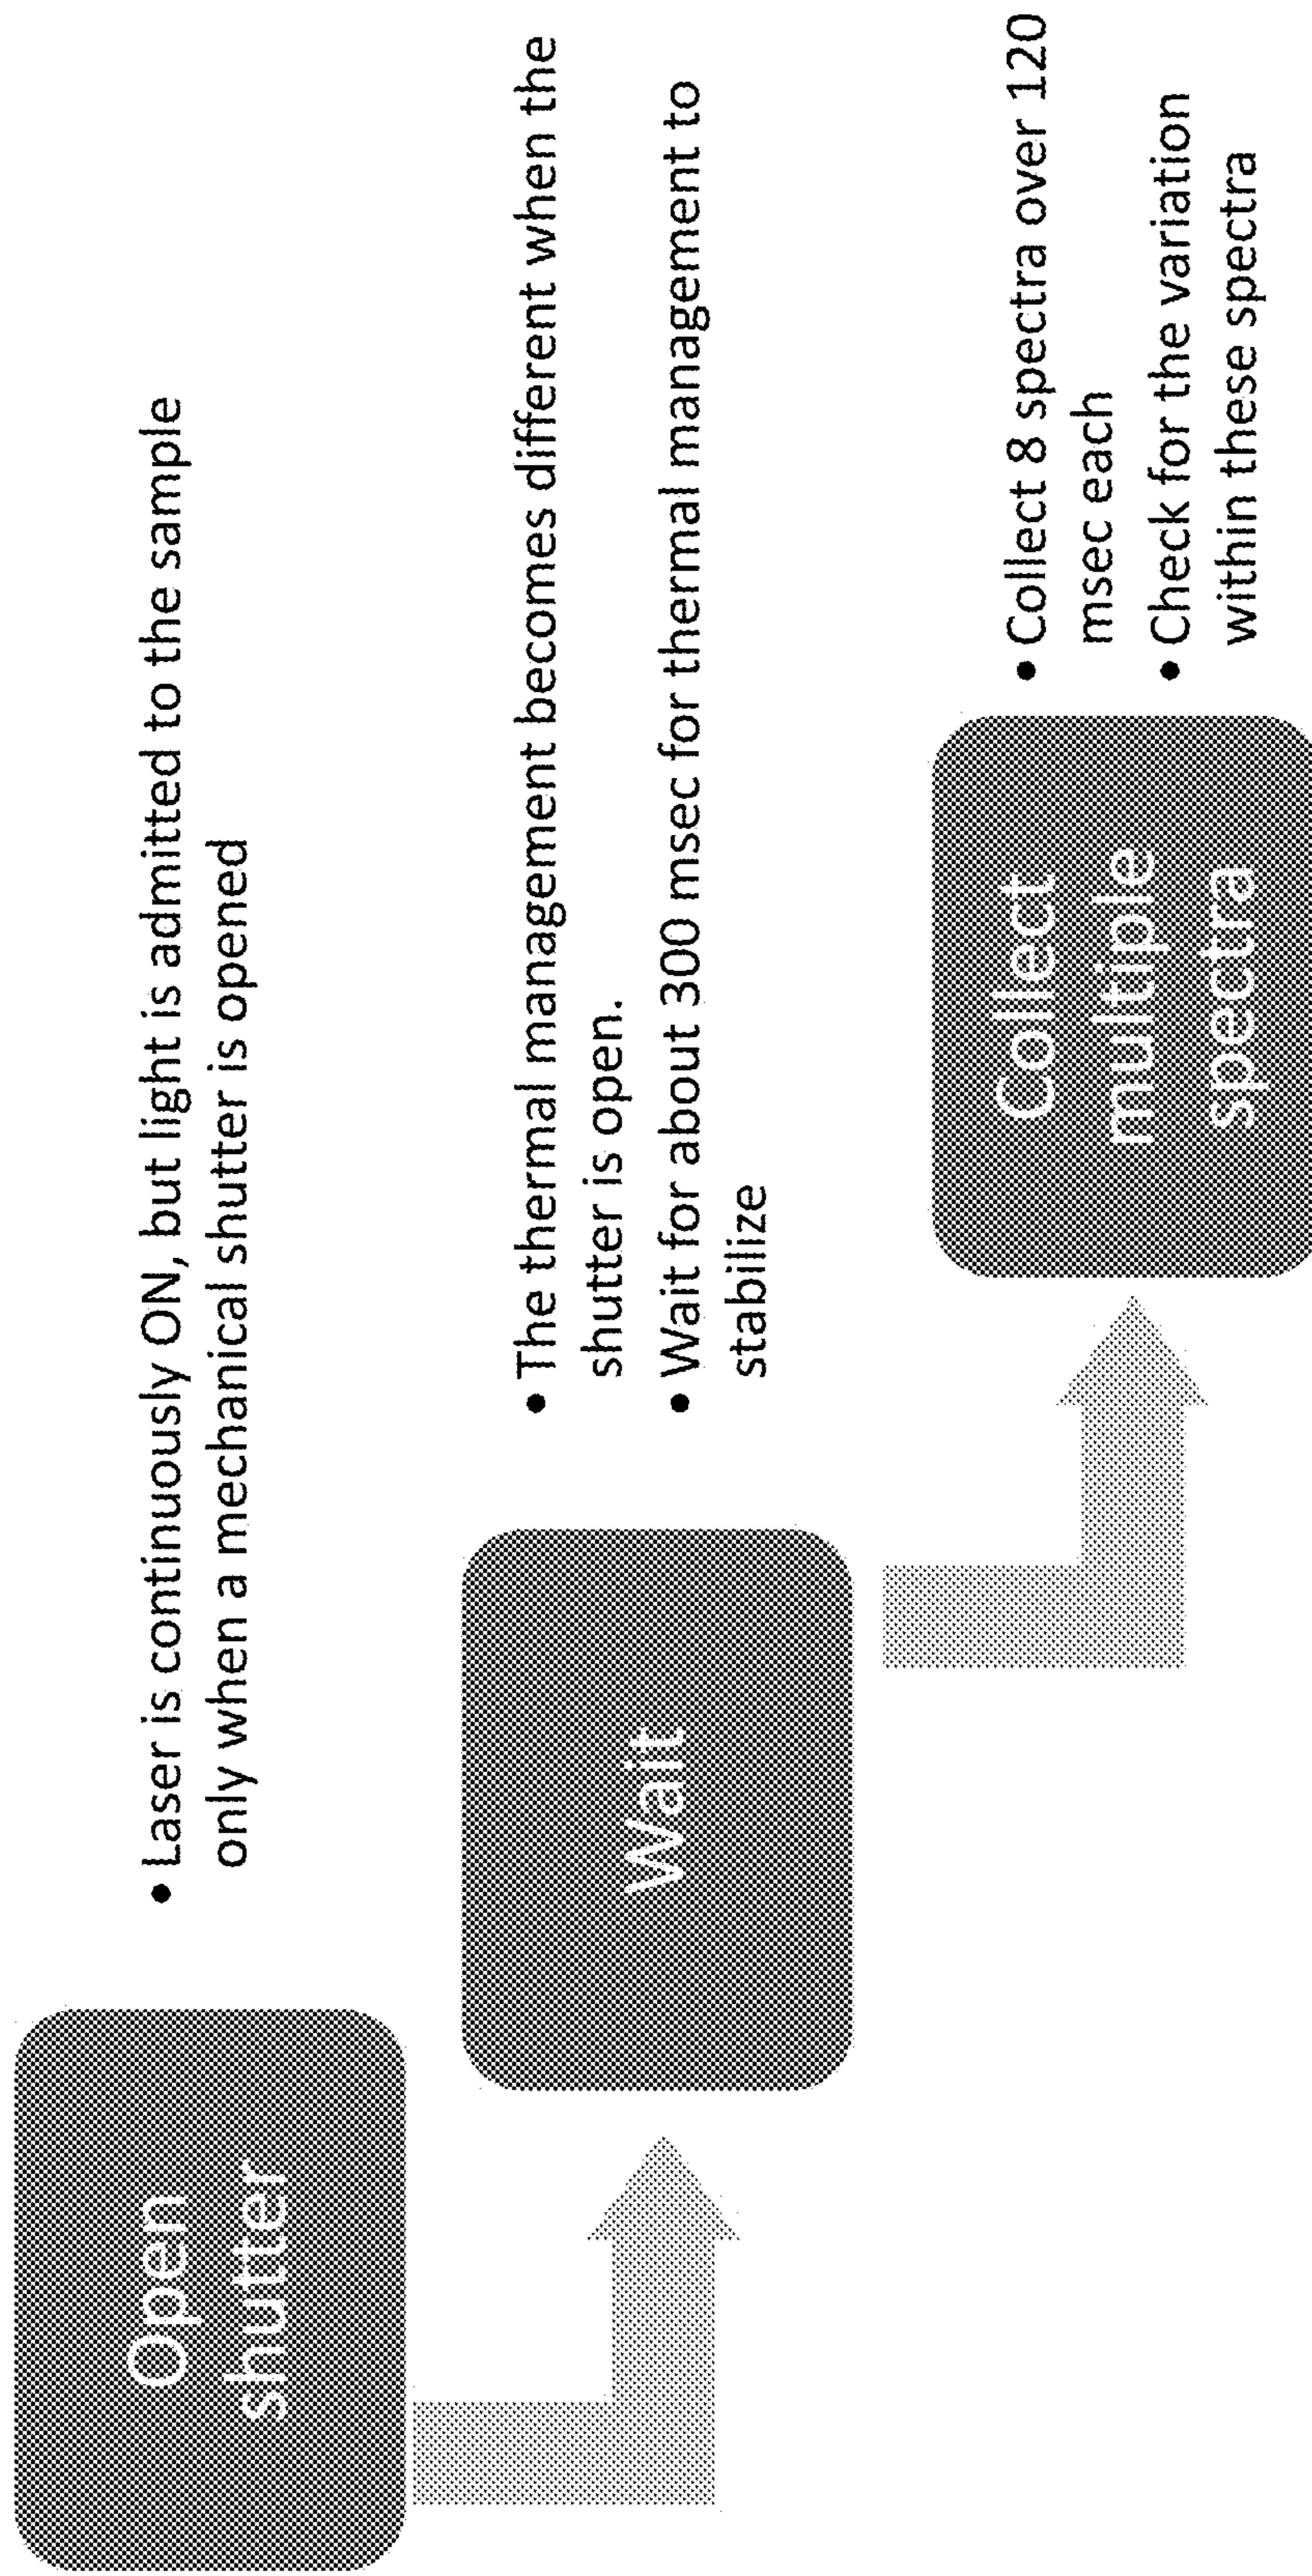 Open
shutter
• Laser is continuously ON, but light is admitted to the sample
only when a mechanical shutter is opened
Wait
• The thermal management becomes different when the
shutter is open.
• Wait for about 300 msec for thermal management to
stabilize
Collect
multiple
spectra
• Collect 8 spectra over 120
msec each
• Check for the variation
within these spectra